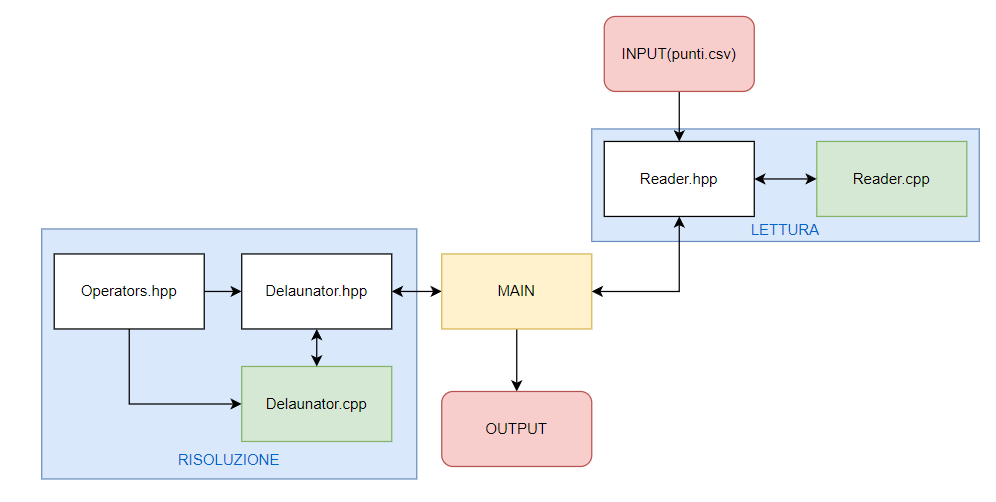 INPUT(punti.csv)
Reader.hpp
Reader.cpp
LETTURA
Operators.hpp
Delaunator.hpp
MAIN
Delaunator.cpp
OUTPUT
RISOLUZIONE